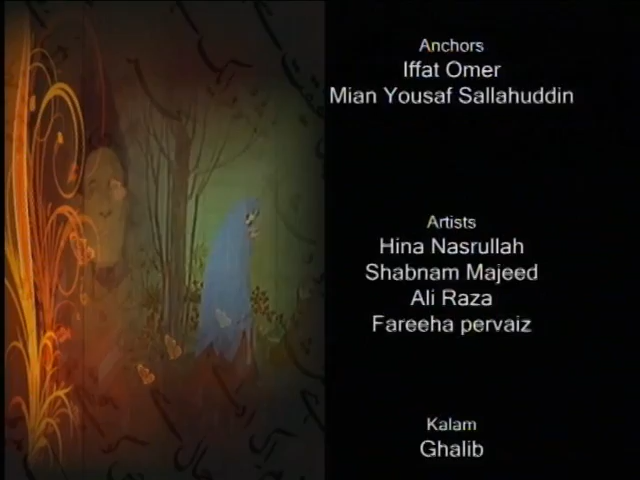 Anchors
Iffat Omer
Mian Yousaf Sallahuddin
Artists
Hina Nasrullah
Shabnam Majeed
Ali Raza
Fareeha pervaiz
Kalam
Ghalib